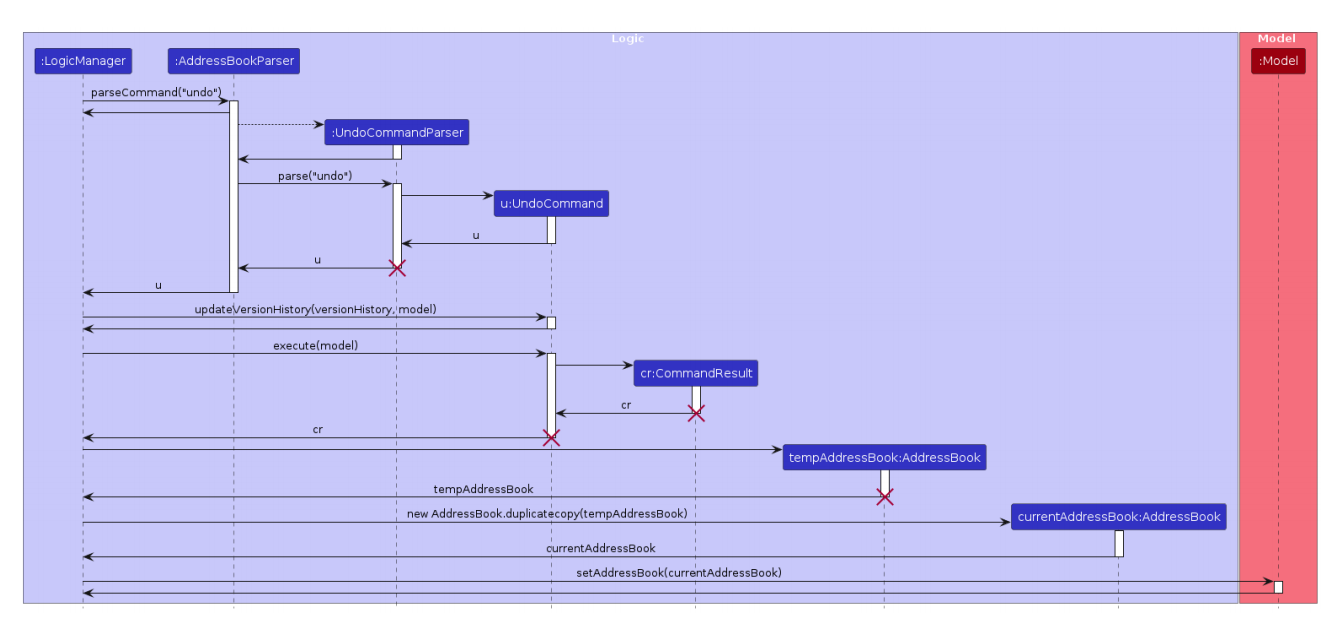 Logic
Model
:LogicManager
:AddressBookParser
:Model
parseCommand("undo")
:UndoCommandParser
parse("undo")
u:UndoCommand
u
u
u
updateVersionHistory(versionHistory, model)
execute(model)
cr:CommandResult
cr
cr
tempAddressBook:AddressBook
tempAddressBook
new AddressBook.duplicatecopy(tempAddressBook)
currentAddressBook:AddressBook
currentAddressBook
setAddressBook(currentAddressBook)